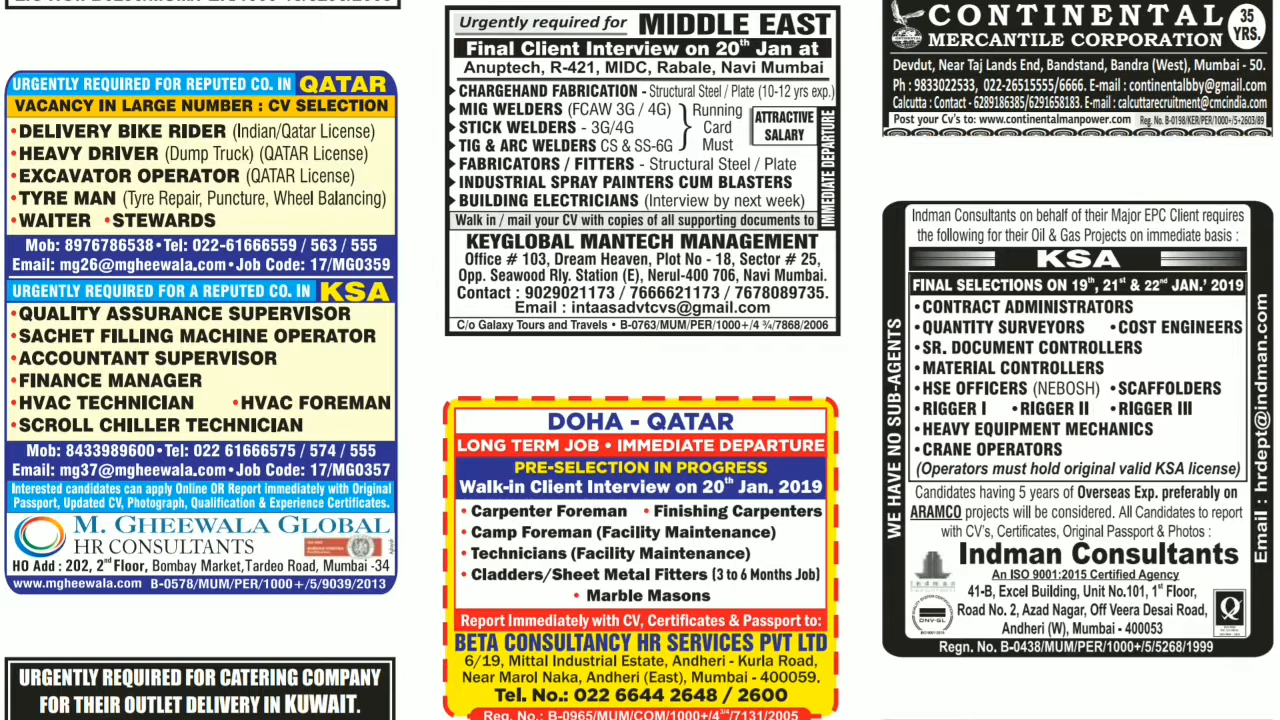 URGENTLY REQUIRED FOR REPUTED CO. IN QATAR
VACANCY IN LARGE NUMBER : CV SELECTION
• DELIVERY BIKE RIDER (Indian/Qatar License)
• HEAVY DRIVER (Dump Truck) (QATAR License)
• EXCAVATOR OPERATOR (QATAR License)
• TYRE MAN (Tyre Repair, Puncture, Wheel Balancing)
• WAITER • STEWARDS
Mob: 8976786538 • Tel: 022-61666559 / 563 / 555
Email: mg26@mgheewala.com • Job Code: 17/MG0359
URGENTLY REQUIRED FOR A REPUTED CO. IN KSA
• QUALITY ASSURANCE SUPERVISOR
• SACHET FILLING MACHINE OPERATOR
• ACCOUNTANT SUPERVISOR
• FINANCE MANAGER
• HVAC TECHNICIAN • HVAC FOREMAN
• SCROLL CHILLER TECHNICIAN
Mob: 8433989600 • Tel: 022 61666575 / 574 / 555
Email: mg37@mgheewala.com • Job Code: 17/MG0357
Interested candidates can apply Online OR Report immediately with Original
Passport, Updated CV, Photograph, Qualification & Experience Certificates.
M. GHEEWALA GLOBAL
HR CONSULTANTS
HO Add : 202, 2nd Floor, Bombay Market, Tardeo Road, Mumbai -34
www.mgheewala.com B-0578/MUM/PER/1000+/5/9039/2013
URGENTLY REQUIRED FOR CATERING COMPANY
FOR THEIR OUTLET DELIVERY IN KUWAIT.
Urgently required for MIDDLE EAST
Final Client Interview on 20th Jan at
Anuptech, R-421, MIDC, Rabale, Navi Mumbai
CHARGEHAND FABRICATION - Structural Steel / Plate (10-12 yrs exp.)
MIG WELDERS (FCAW 3G / 4G)
STICK WELDERS - 3G/4G
TIG & ARC WELDERS CS & SS-6G
Running
Card
Must
ATTRACTIVE
SALARY
FABRICATORS / FITTERS - Structural Steel / Plate
INDUSTRIAL SPRAY PAINTERS CUM BLASTERS
BUILDING ELECTRICIANS (Interview by next week)
IMMEDIATE DEPARTURE
Walk in / mail your CV with copies of all supporting documents to
KEYGLOBAL MANTECH MANAGEMENT
Office # 103, Dream Heaven, Plot No - 18, Sector # 25,
Opp. Seawood Rly. Station (E), Nerul-400 706, Navi Mumbai.
Contact : 9029021173 / 7666621173 / 7678089735.
Email : intaasadvtcvs@gmail.com
C/o Galaxy Tours and Travels • B-0763/MUM/PER/1000+/4 ¾/7868/2006
DOHA - QATAR
LONG TERM JOB • IMMEDIATE DEPARTURE
PRE-SELECTION IN PROGRESS
Walk-in Client Interview on 20th Jan. 2019
• Carpenter Foreman • Finishing Carpenters
• Camp Foreman (Facility Maintenance)
• Technicians (Facility Maintenance)
• Cladders/Sheet Metal Fitters (3 to 6 Months Job)
• Marble Masons
Report Immediately with CV, Certificates & Passport to:
BETA CONSULTANCY HR SERVICES PVT LTD
6/19, Mittal Industrial Estate, Andheri - Kurla Road,
Near Marol Naka, Andheri (East), Mumbai - 400059.
Tel. No.: 022 6644 2648 / 2600
Reg. No.: B-0965/MUM/COM/1000+/4 3/4/7131/2005
CONTINENTAL
MERCANTILE CORPORATION
35
YRS.
Devdut, Near Taj Lands End, Bandstand, Bandra (West), Mumbai - 50.
Ph : 9833022533, 022-26515555/6666. E-mail : continentalbby@gmail.com
Calcutta : Contact - 6289186385/6291658183. E-mail : calcuttarecruitment@cmcindia.com
Post your Cv's to: www.continentalmanpower.com Reg. No. B-0198/KER/PER/1000+/5+2603/89
Indman Consultants on behalf of their Major EPC Client requires
the following for their Oil & Gas Projects on immediate basis :
KSA
FINAL SELECTIONS ON 19th, 21st & 22nd JAN.' 2019
• CONTRACT ADMINISTRATORS
• QUANTITY SURVEYORS • COST ENGINEERS
• SR. DOCUMENT CONTROLLERS
• MATERIAL CONTROLLERS
• HSE OFFICERS (NEBOSH) • SCAFFOLDERS
• RIGGER I • RIGGER II • RIGGER III
• HEAVY EQUIPMENT MECHANICS
• CRANE OPERATORS
(Operators must hold original valid KSA license)
WE HAVE NO SUB-AGENTS
Email : hrdept@indman.com
Candidates having 5 years of Overseas Exp. preferably on
ARAMCO projects will be considered. All Candidates to report
with CV's, Certificates, Original Passport & Photos :
Indman Consultants
An ISO 9001:2015 Certified Agency
41-B, Excel Building, Unit No.101, 1st Floor,
Road No. 2, Azad Nagar, Off Veera Desai Road,
Andheri (W), Mumbai - 400053
DNV-GL
Regn. No. B-0438/MUM/PER/1000+/5/5268/1999